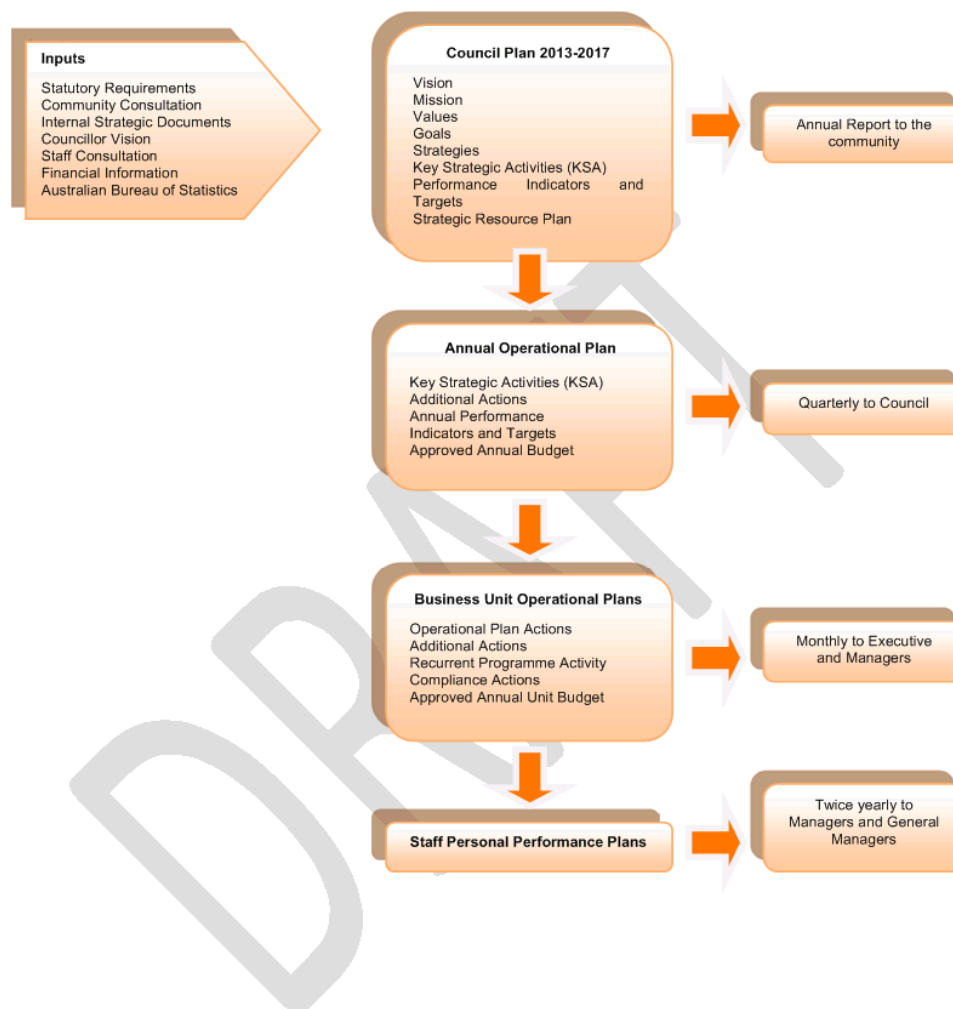 Inputs
Statutory Requirements
Community Consultation
Internal Strategic Documents
Councillor Vision
Staff Consultation
Financial Information
Australian Bureau of Statistics
Council Plan 2013-2017
Vision
Mission
Values
Goals
Strategies
Key Strategic Activities (KSA)
Performance Indicators and
Targets
Strategic Resource Plan
Annual Report to the
community
Annual Operational Plan
Key Strategic Activities (KSA)
Additional Actions
Annual Performance
Indicators and Targets
Approved Annual Budget
Quarterly to Council
Business Unit Operational Plans
Operational Plan Actions
Additional Actions
Recurrent Programme Activity
Compliance Actions
Approved Annual Unit Budget
Monthly to Executive
and Managers
Staff Personal Performance Plans
Twice yearly to
Managers and General
Managers
DRAFT